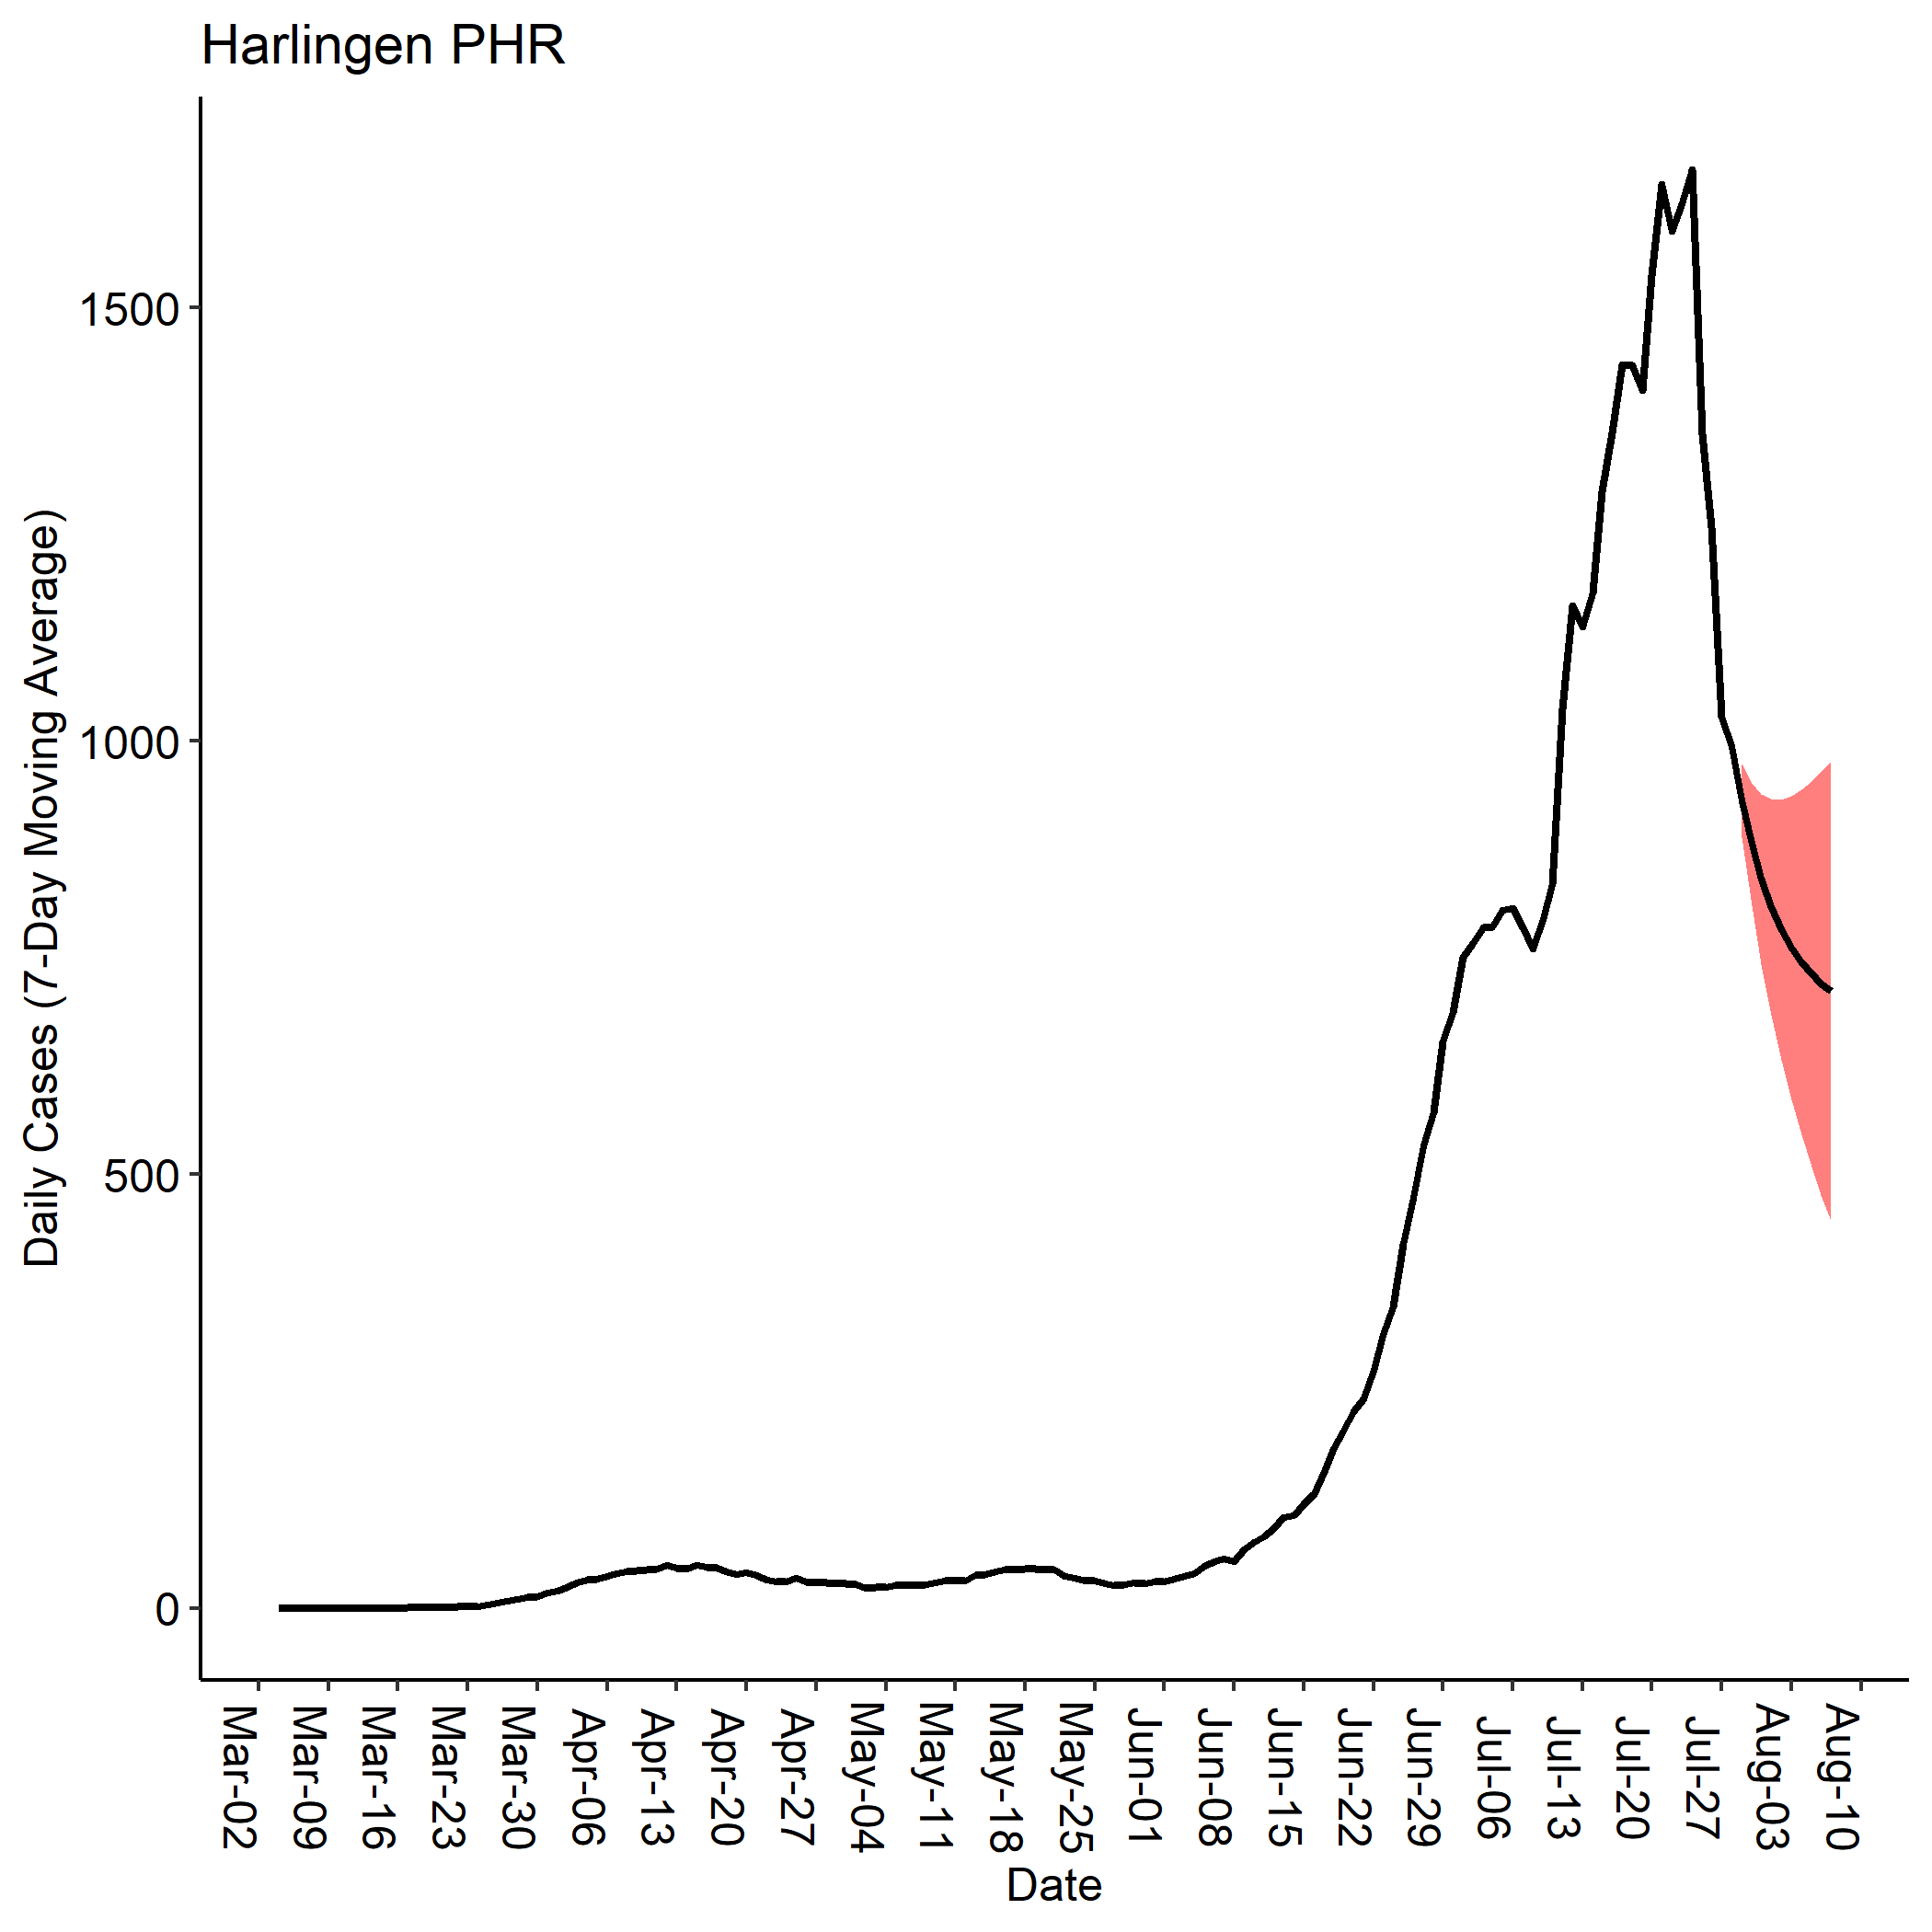 Harlingen PHR
Daily Cases (7-Day Moving Average)
1500
1000
500
0
Mar-02
Mar-09
Mar-16
Mar-23
Mar-30
Apr-06
Apr-13
Apr-20
Apr-27
May-04
May-11
May-18
May-25
Jun-01
Jun-08
Jun-15
Jun-22
Jun-29
Jul-06
Jul-13
Jul-20
Jul-27
Aug-03
Aug-10
Date